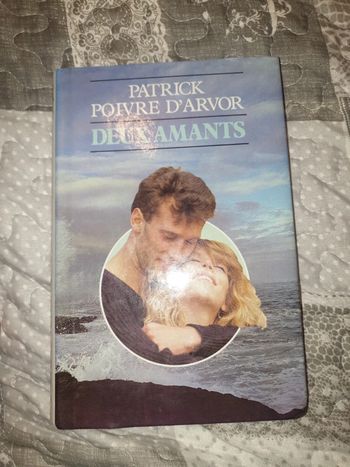 PATRICK
POIVRE D'ARVOR
DEUX AMANTS